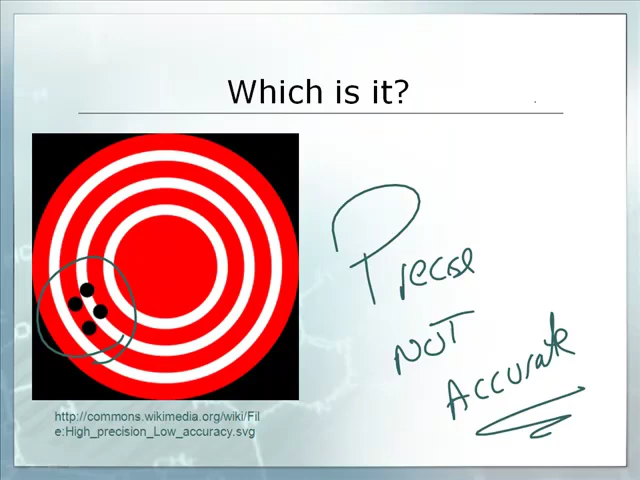 Which is it?
Precise
NOT
Accurate
http://commons.wikimedia.org/wiki/Fil
e:High_precision_Low_accuracy.svg